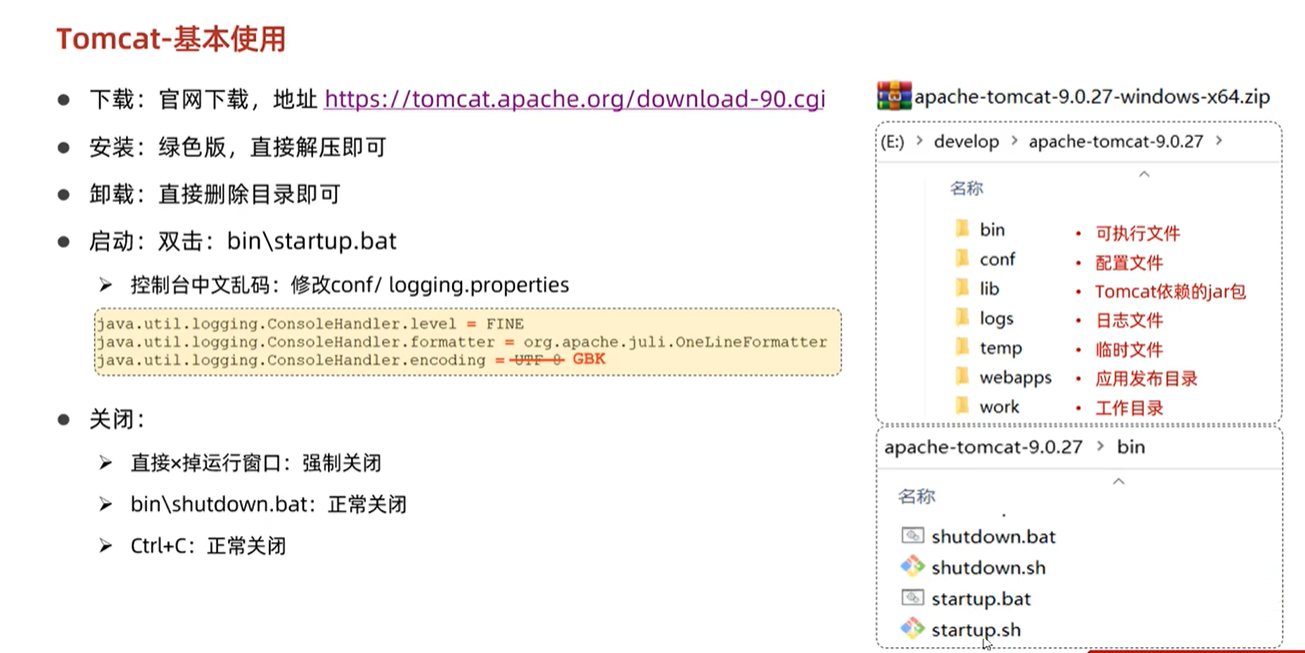 Tomcat-基本使用
下载：官网下载，地址 https://tomcat.apache.org/download-90.cgi
安装：绿色版，直接解压即可
卸载：直接删除目录即可
启动：双击：bin\startup.bat
控制台中文乱码：修改conf/ logging.properties
java.util.logging.ConsoleHandler.level = FINE
java.util.logging.ConsoleHandler.formatter = org.apache.juli.OneLineFormatter
java.util.logging.ConsoleHandler.encoding = UTF-8 GBK
关闭：
直接×掉运行窗口：强制关闭
bin\shutdown.bat：正常关闭
Ctrl+C：正常关闭
apache-tomcat-9.0.27-windows-x64.zip
(E:) > develop > apache-tomcat-9.0.27 >
名称
bin • 可执行文件
conf • 配置文件
lib • Tomcat依赖的jar包
logs • 日志文件
temp • 临时文件
webapps • 应用发布目录
work • 工作目录
apache-tomcat-9.0.27 > bin
名称
shutdown.bat
shutdown.sh
startup.bat
startup.sh